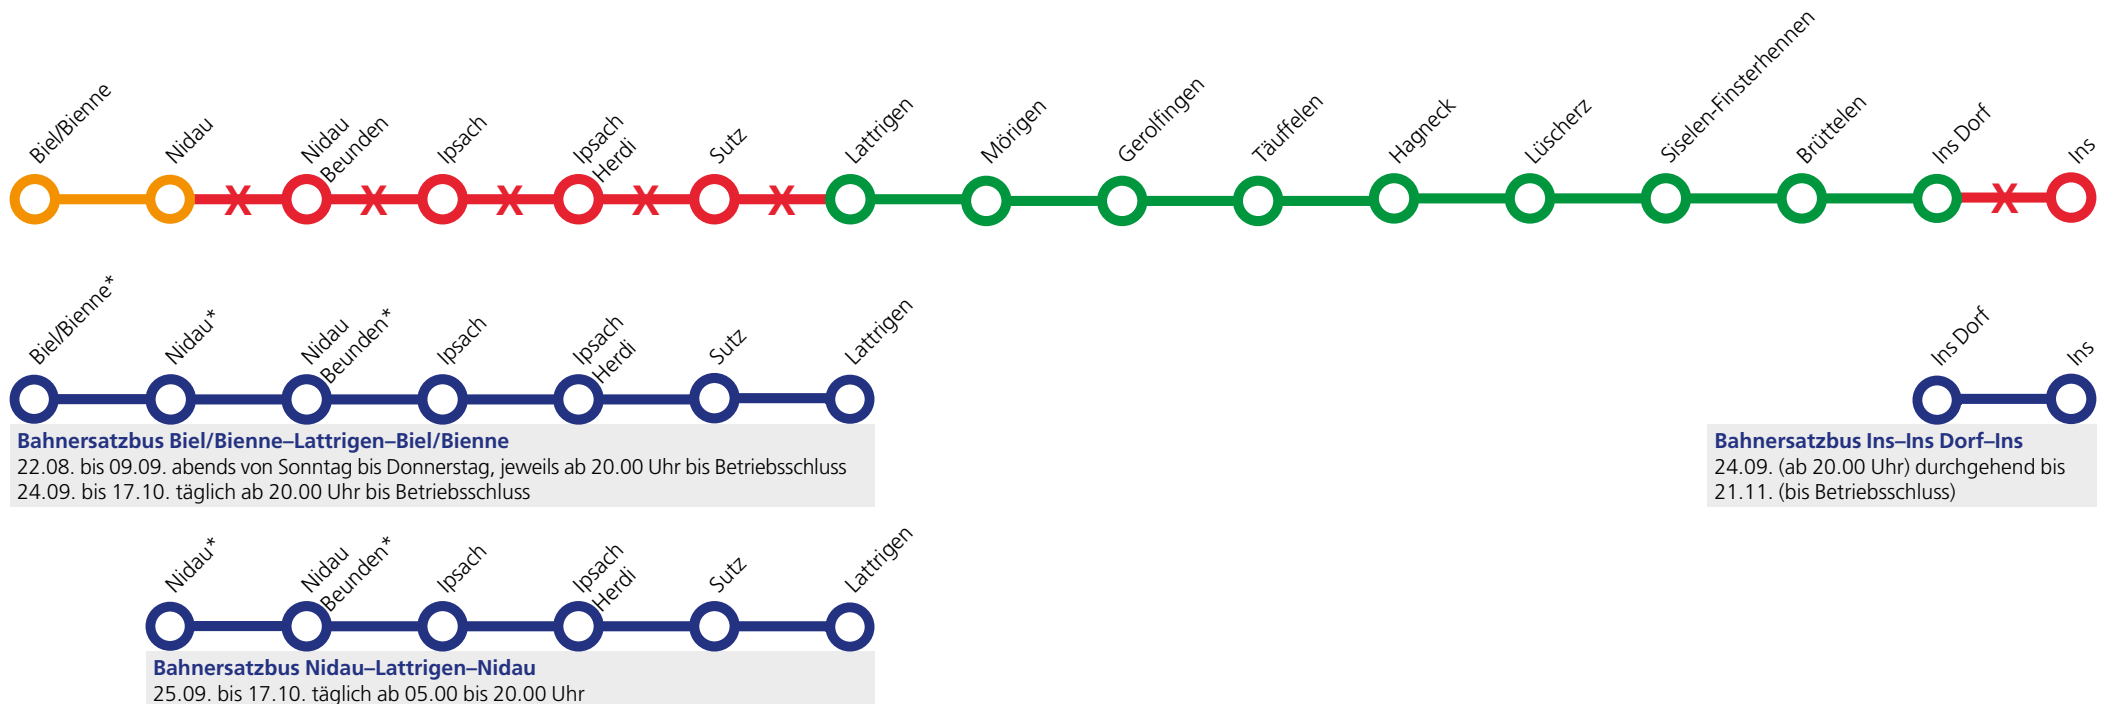 Biel/Bienne
Nidau
Nidau
Beunden
Ipsach
Ipsach
Herdi
Sutz
Lattrigen
Mörigen
Gerolfingen
Täuffelen
Hagneck
Lüscherz
Siselen-Finsterhennen
Brüttelen
Ins Dorf
Ins
Biel/Bienne*
Nidau*
Nidau
Beunden*
Ipsach
Ipsach
Herdi
Sutz
Lattrigen
Ins Dorf
Ins
Bahnersatzbus Biel/Bienne–Lattrigen–Biel/Bienne
22.08. bis 09.09. abends von Sonntag bis Donnerstag, jeweils ab 20.00 Uhr bis Betriebsschluss
24.09. bis 17.10. täglich ab 20.00 Uhr bis Betriebsschluss
Bahnersatzbus Ins–Ins Dorf–Ins
24.09. (ab 20.00 Uhr) durchgehend bis
21.11. (bis Betriebsschluss)
Nidau*
Nidau
Beunden*
Ipsach
Ipsach
Herdi
Sutz
Lattrigen
Bahnersatzbus Nidau–Lattrigen–Nidau
25.09. bis 17.10. täglich ab 05.00 bis 20.00 Uhr